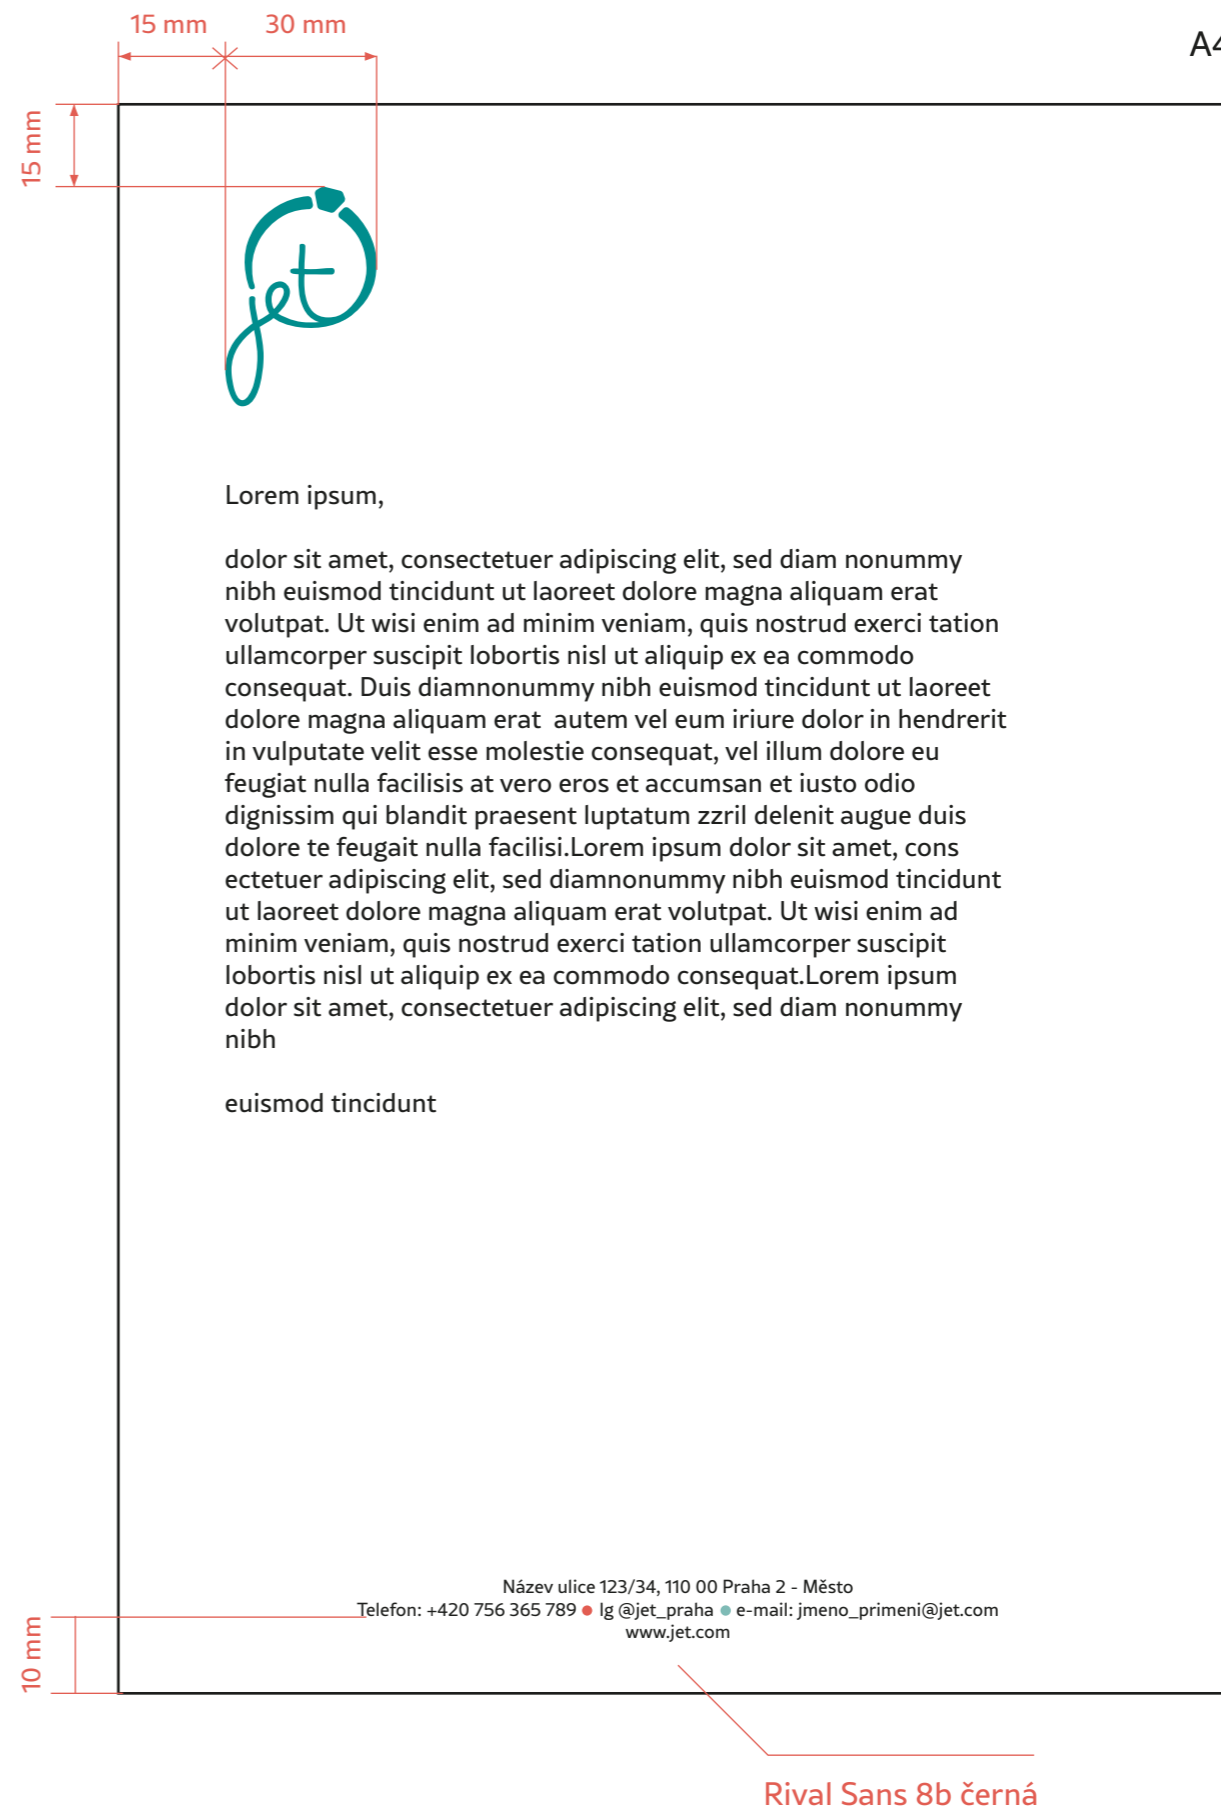 15 mm 30 mm
A4
15 mm
jet
Lorem ipsum,
dolor sit amet, consectetuer adipiscing elit, sed diam nonummy
nibh euismod tincidunt ut laoreet dolore magna aliquam erat
volutpat. Ut wisi enim ad minim veniam, quis nostrud exerci tation
ullamcorper suscipit lobortis nisl ut aliquip ex ea commodo
consequat. Duis diamnonummy nibh euismod tincidunt ut laoreet
dolore magna aliquam erat  autem vel eum iriure dolor in hendrerit
in vulputate velit esse molestie consequat, vel illum dolore eu
feugiat nulla facilisis at vero eros et accumsan et iusto odio
dignissim qui blandit praesent luptatum zzril delenit augue duis
dolore te feugait nulla facilisi.Lorem ipsum dolor sit amet, cons
ectetuer adipiscing elit, sed diamnonummy nibh euismod tincidunt
ut laoreet dolore magna aliquam erat volutpat. Ut wisi enim ad
minim veniam, quis nostrud exerci tation ullamcorper suscipit
lobortis nisl ut aliquip ex ea commodo consequat.Lorem ipsum
dolor sit amet, consectetuer adipiscing elit, sed diam nonummy
nibh
euismod tincidunt
Název ulice 123/34, 110 00 Praha 2 - Město
Telefon: +420 756 365 789 ● Ig @jet_praha ● e-mail: jmeno_primeni@jet.com
www.jet.com
10 mm
Rival Sans 8b černá